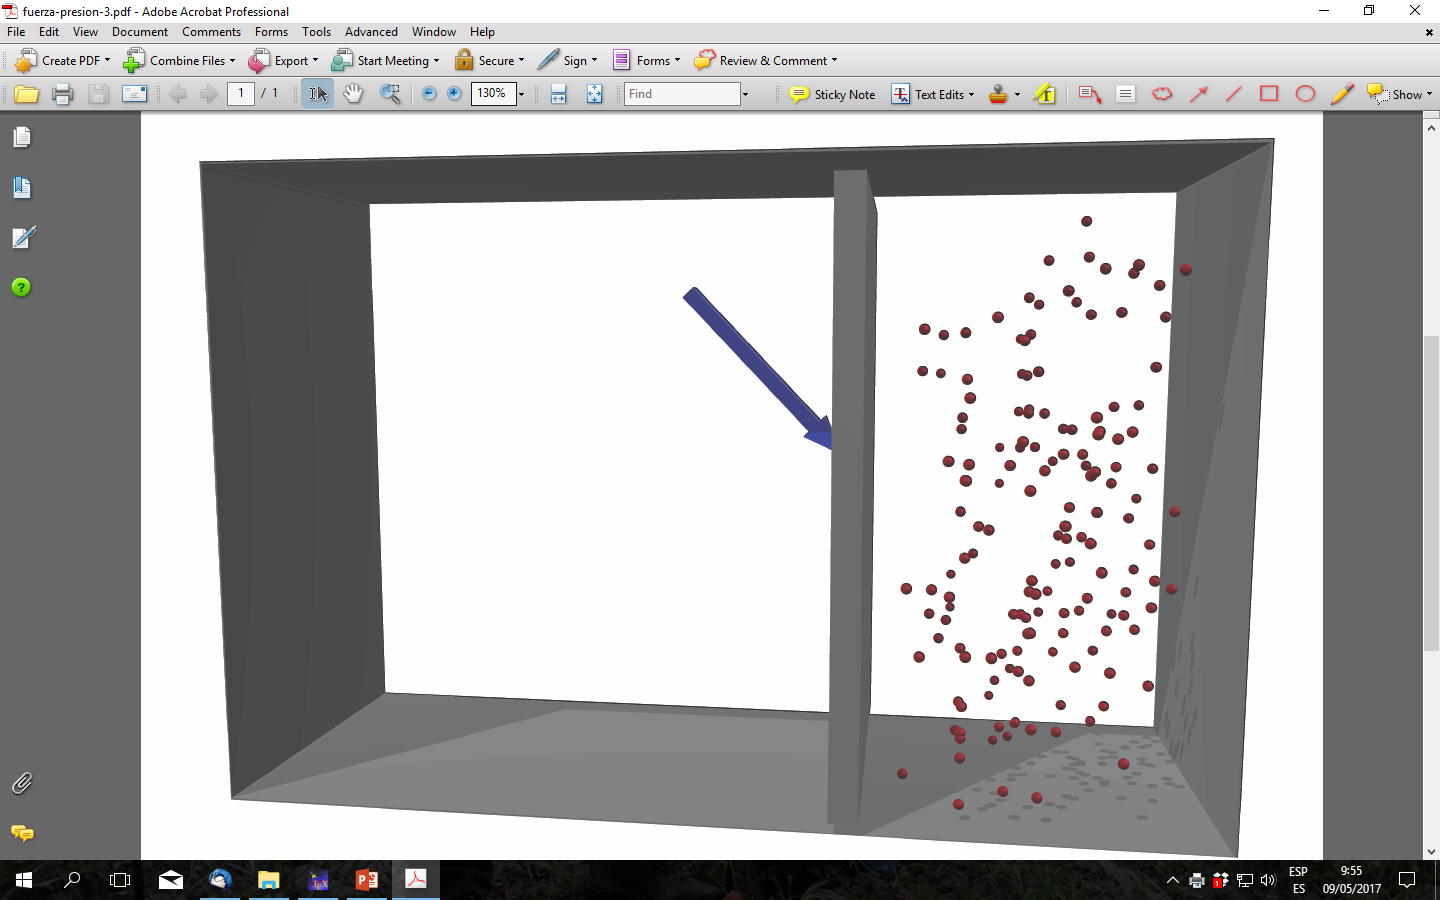 fuerza-presion-3.pdf - Adobe Acrobat Professional
File Edit View Document Comments Forms Tools Advanced Window Help
Create PDF Combine Files Export Start Meeting Secure Sign Forms Review & Comment
1 / 1 130% Find Sticky Note Text Edits Show
ESP 9:55
ES 09/05/2017